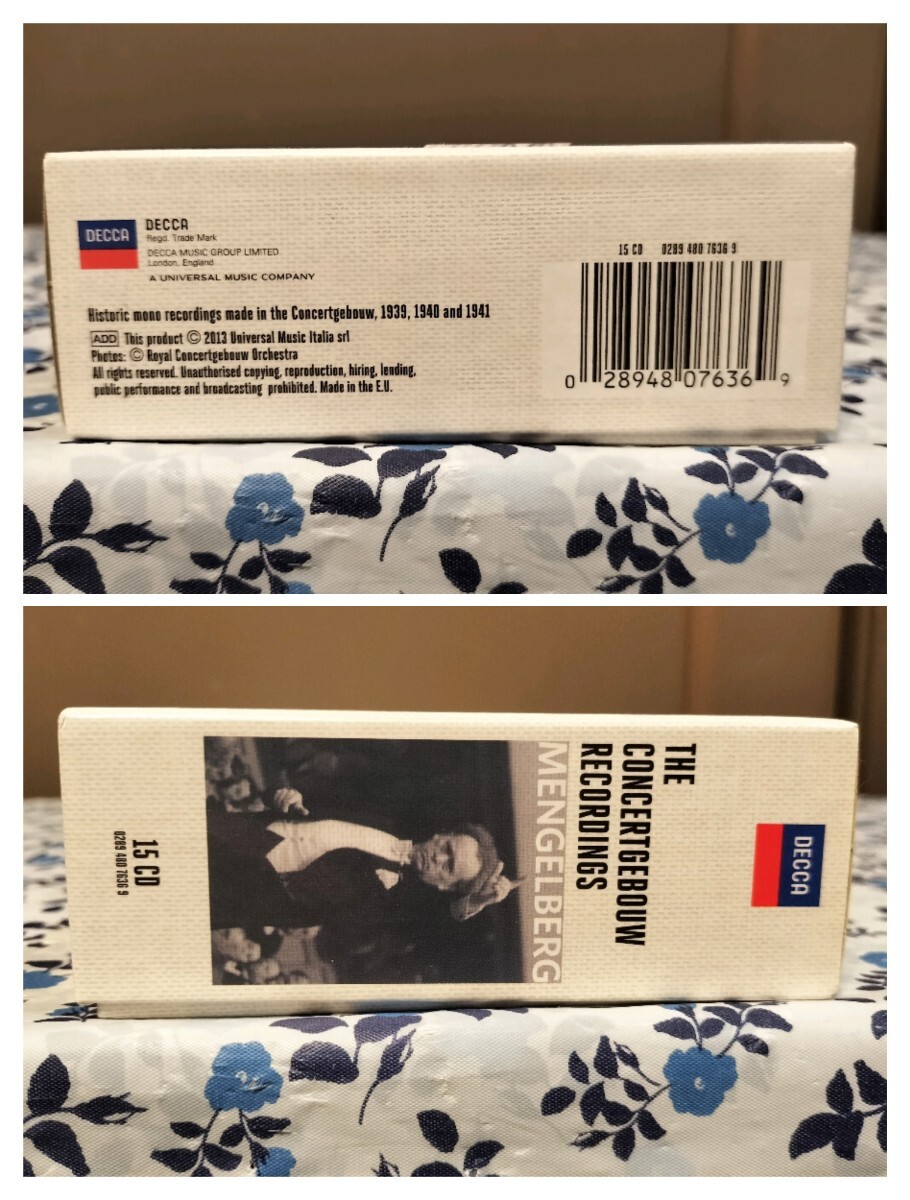 DECCA
DECCA
Regd. Trade Mark
DECCA MUSIC GROUP LIMITED
London, England
A UNIVERSAL MUSIC COMPANY
Historic mono recordings made in the Concertgebouw, 1939, 1940 and 1941
ADD This product © 2013 Universal Music Italia srl
Photos: © Royal Concertgebouw Orchestra
All rights reserved. Unauthorised copying, reproduction, hiring, lending,
public performance and broadcasting prohibited. Made in the E.U.
15 CD 0289 480 7636 9
0 28948 07636 9
DECCA
THE
CONCERTGEBOUW
RECORDINGS
MENGELBERG
15 CD
0289 480 7636 9